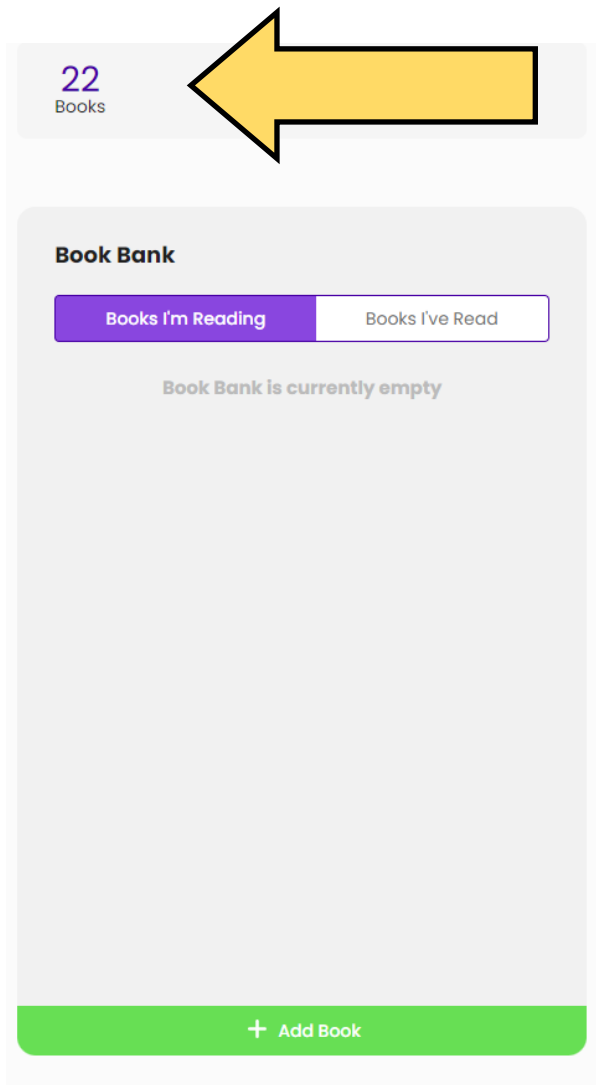 22
Books
Book Bank
Books I'm Reading
Books I've Read
Book Bank is currently empty
+ Add Book